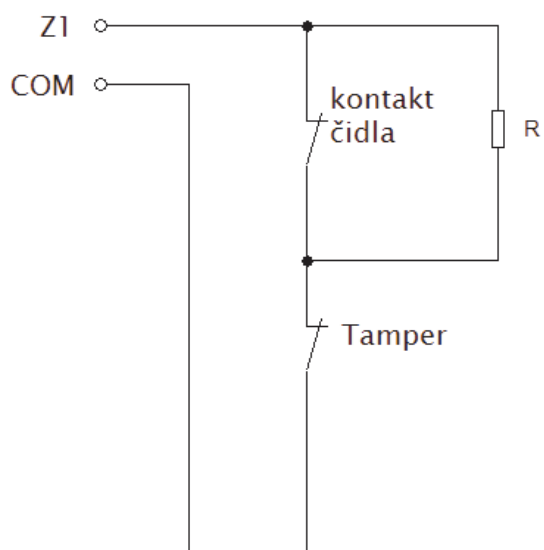 Z1
COM
kontakt
čidla
R
Tamper